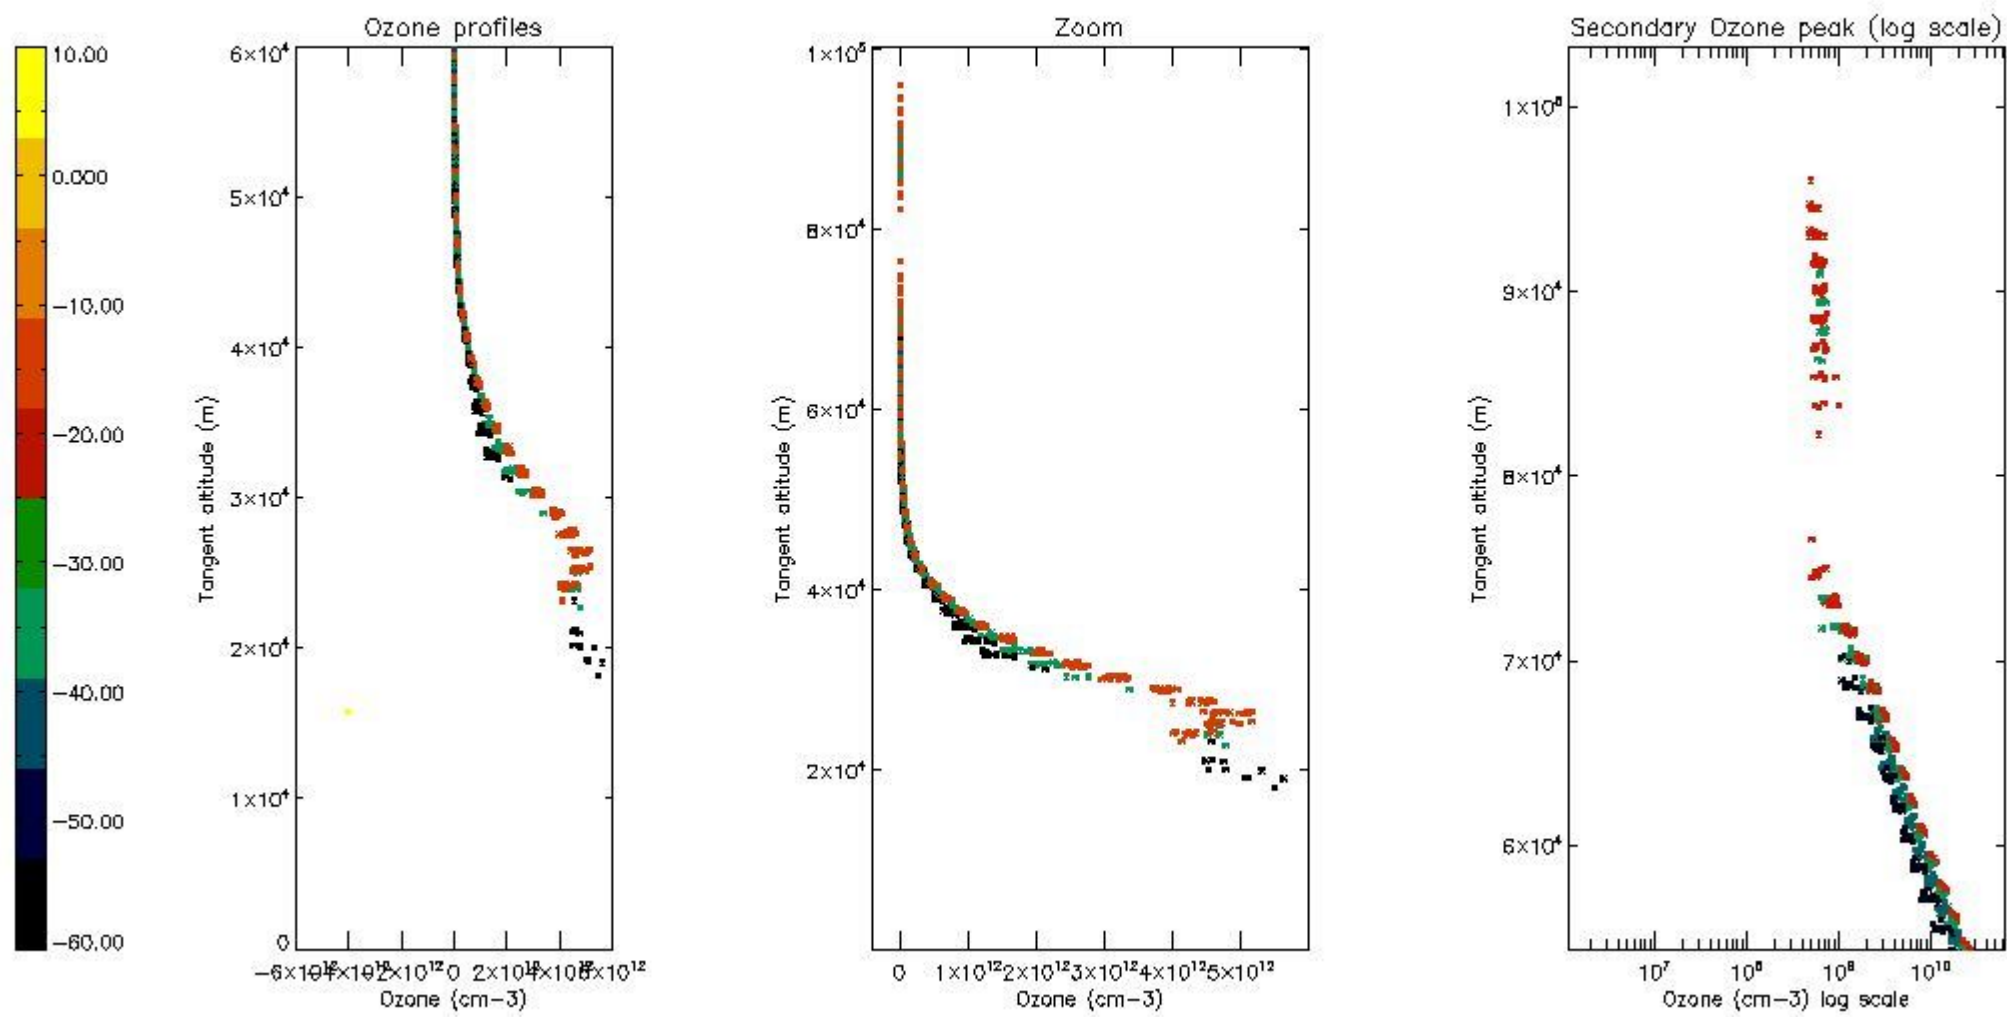 Ozone profiles
Zoom
Secondary Ozone peak (log scale)
10.00
0.000
−10.00
−20.00
−30.00
−40.00
−50.00
−60.00
6×10⁴
5×10⁴
4×10⁴
3×10⁴
2×10⁴
1×10⁴
0
Tangent altitude (m)
0
Ozone (cm−3)
1×10⁵
8×10⁴
6×10⁴
4×10⁴
2×10⁴
Tangent altitude (m)
0 1×10¹² 2×10¹² 3×10¹² 4×10¹² 5×10¹²
Ozone (cm−3)
9×10⁴
8×10⁴
7×10⁴
6×10⁴
Tangent altitude (m)
10⁷ 10⁸ 10⁹ 10¹⁰
Ozone (cm−3) log scale